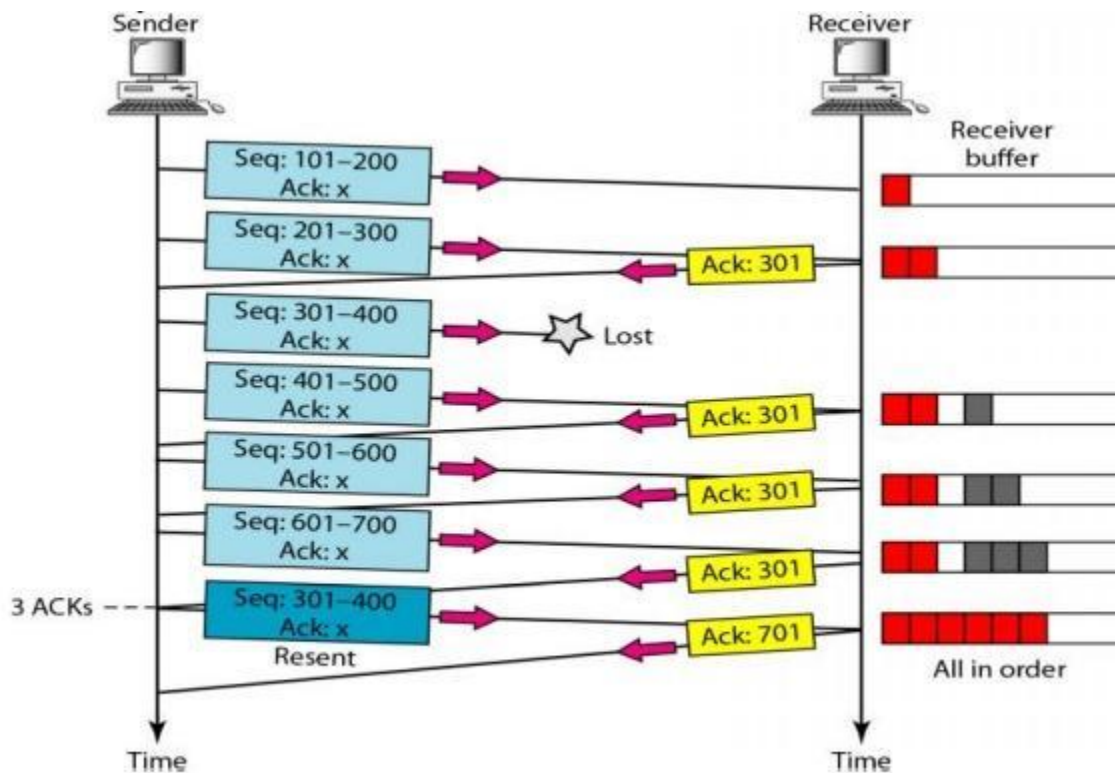 Sender
Receiver
Receiver
buffer
Seq: 101–200
Ack: x
Seq: 201–300
Ack: x
Ack: 301
Seq: 301–400
Ack: x
Lost
Seq: 401–500
Ack: x
Ack: 301
Seq: 501–600
Ack: x
Ack: 301
Seq: 601–700
Ack: x
Ack: 301
3 ACKs
Seq: 301–400
Ack: x
Resent
Ack: 701
All in order
Time
Time